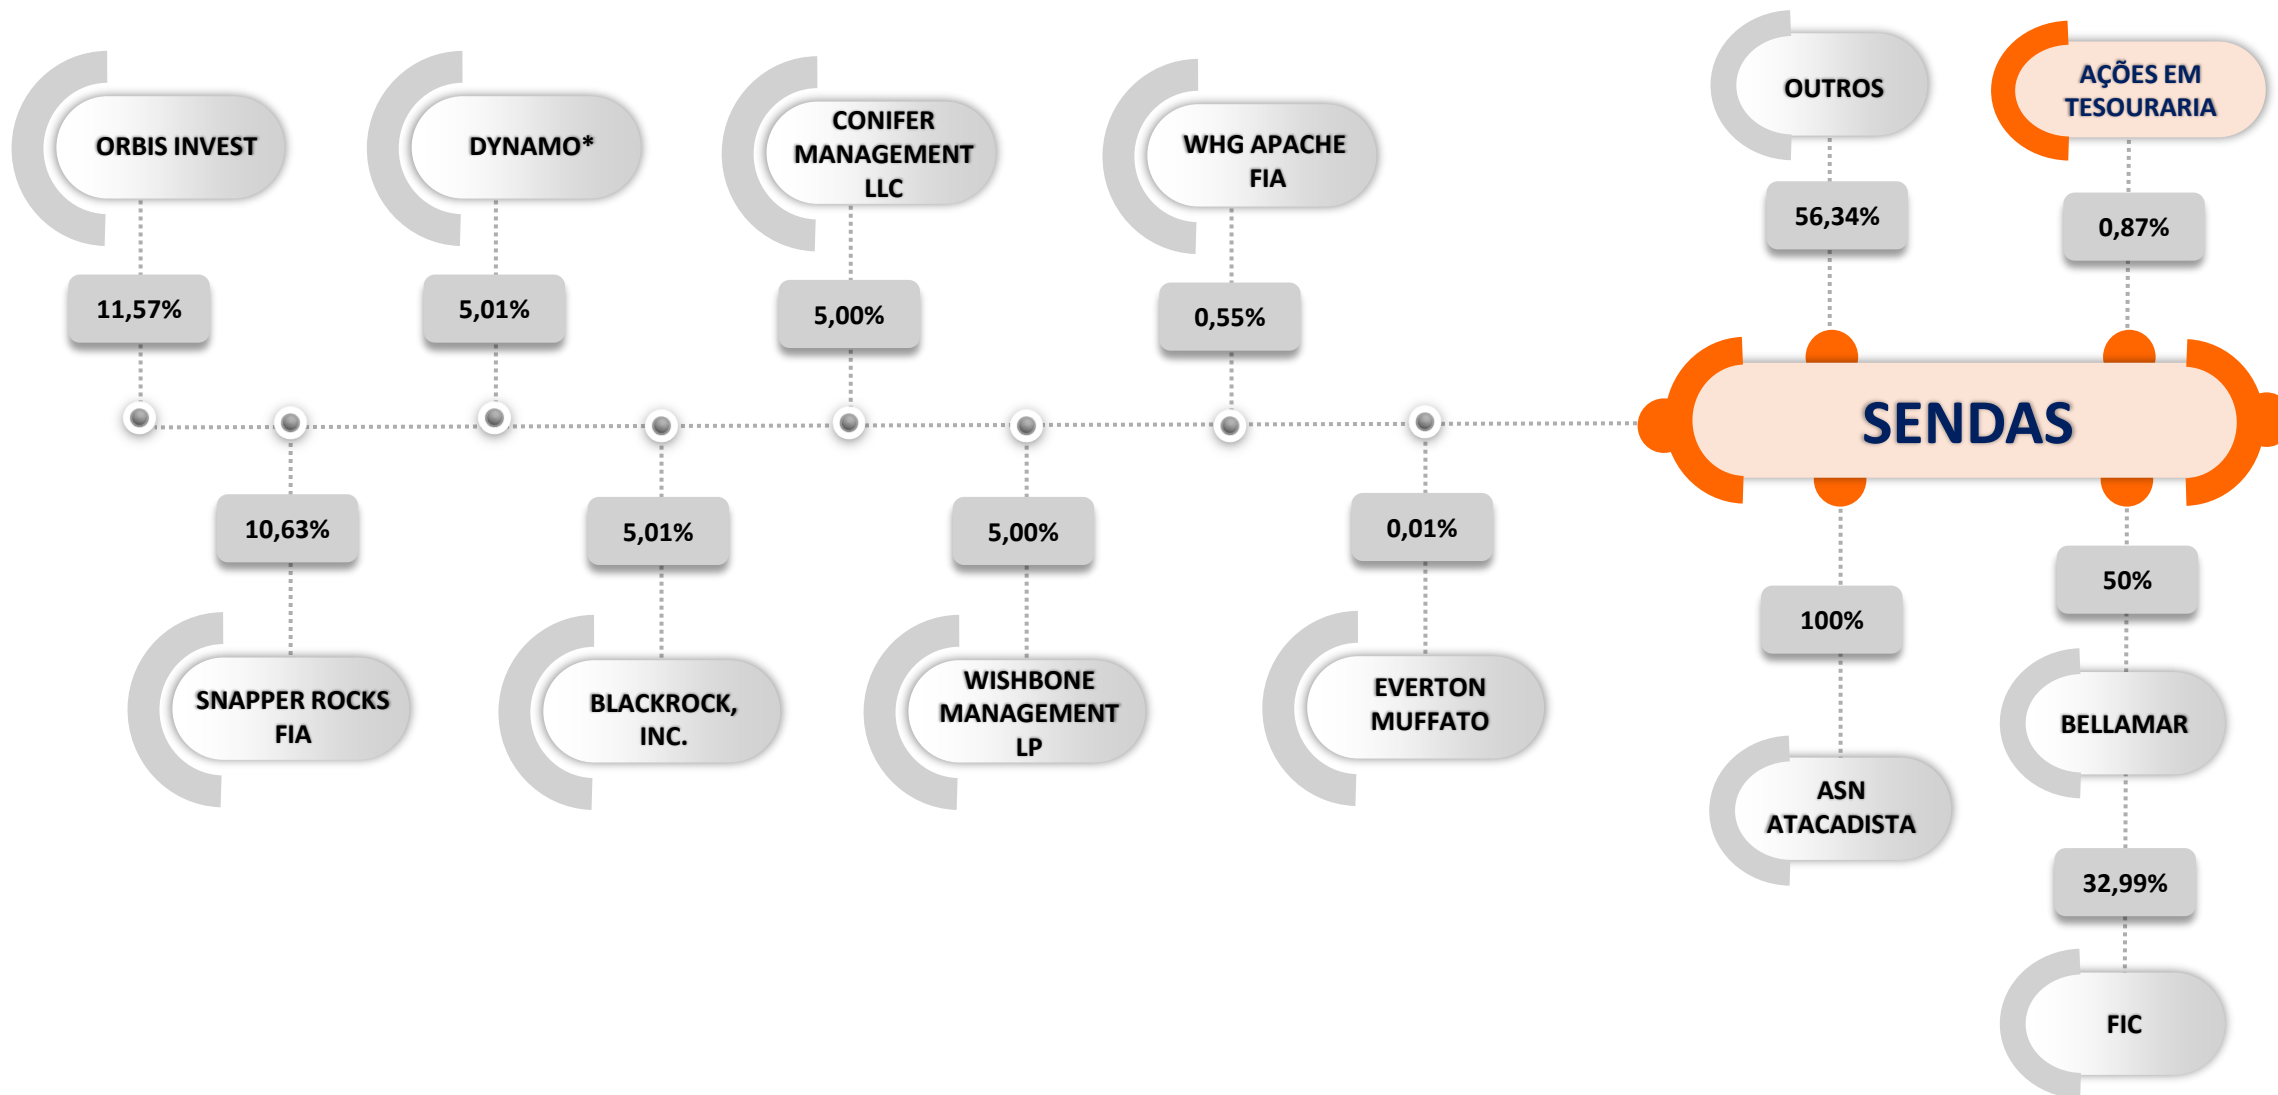 ORBIS INVEST
11,57%
DYNAMO*
5,01%
CONIFER
MANAGEMENT
LLC
5,00%
WHG APACHE
FIA
0,55%
OUTROS
56,34%
AÇÕES EM
TESOURARIA
0,87%
SENDAS
10,63%
SNAPPER ROCKS
FIA
5,01%
BLACKROCK,
INC.
5,00%
WISHBONE
MANAGEMENT
LP
0,01%
EVERTON
MUFFATO
100%
ASN
ATACADISTA
50%
BELLAMAR
32,99%
FIC